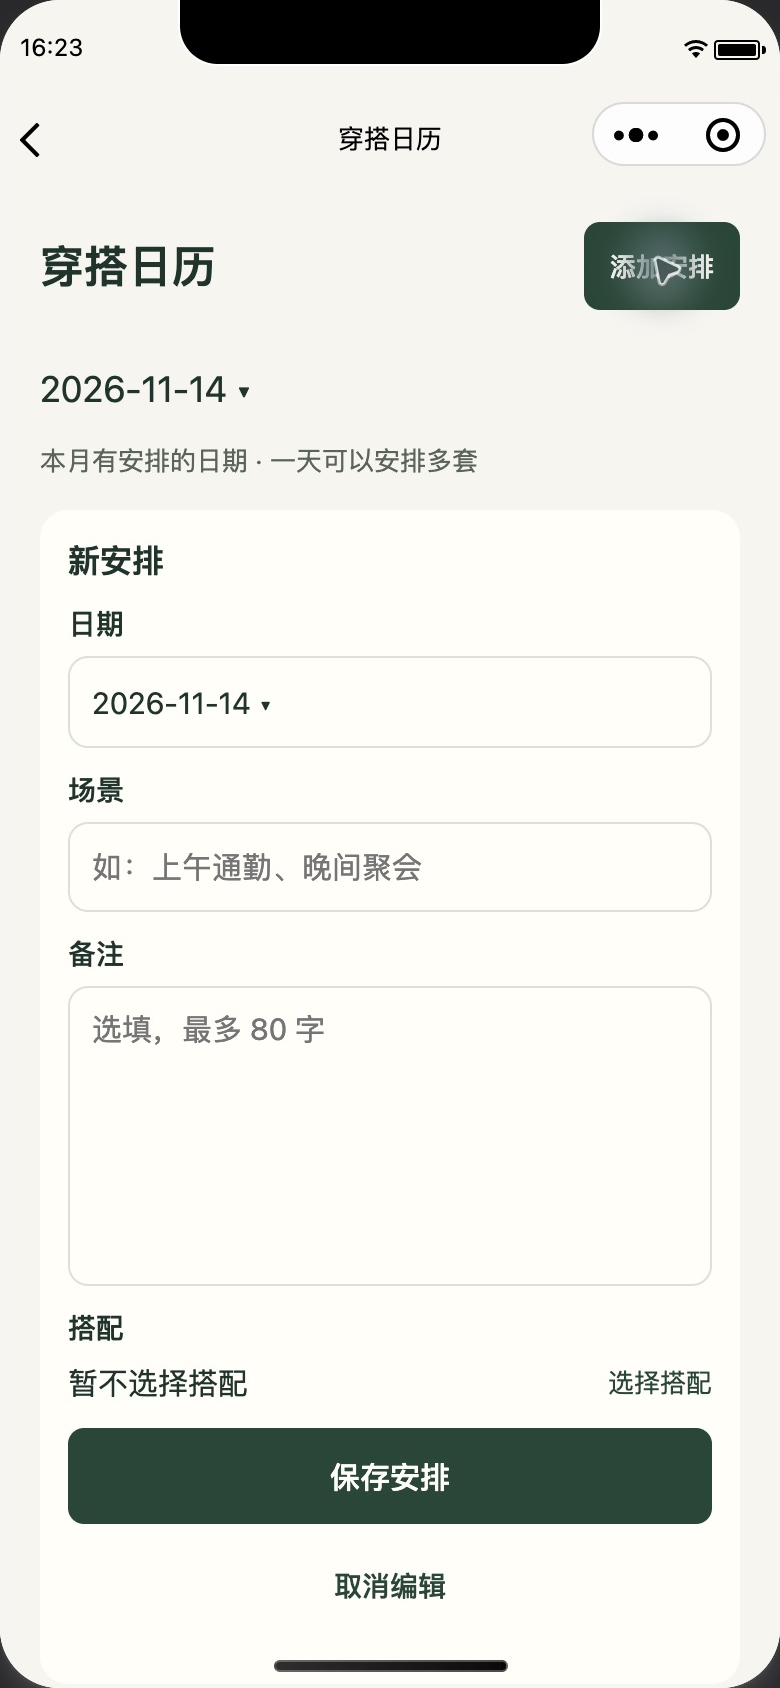 16:23
穿搭日历
穿搭日历
添加安排
2026-11-14 ▾
本月有安排的日期 · 一天可以安排多套
新安排
日期
2026-11-14 ▾
场景
如：上午通勤、晚间聚会
备注
选填，最多 80 字
搭配
暂不选择搭配
选择搭配
保存安排
取消编辑